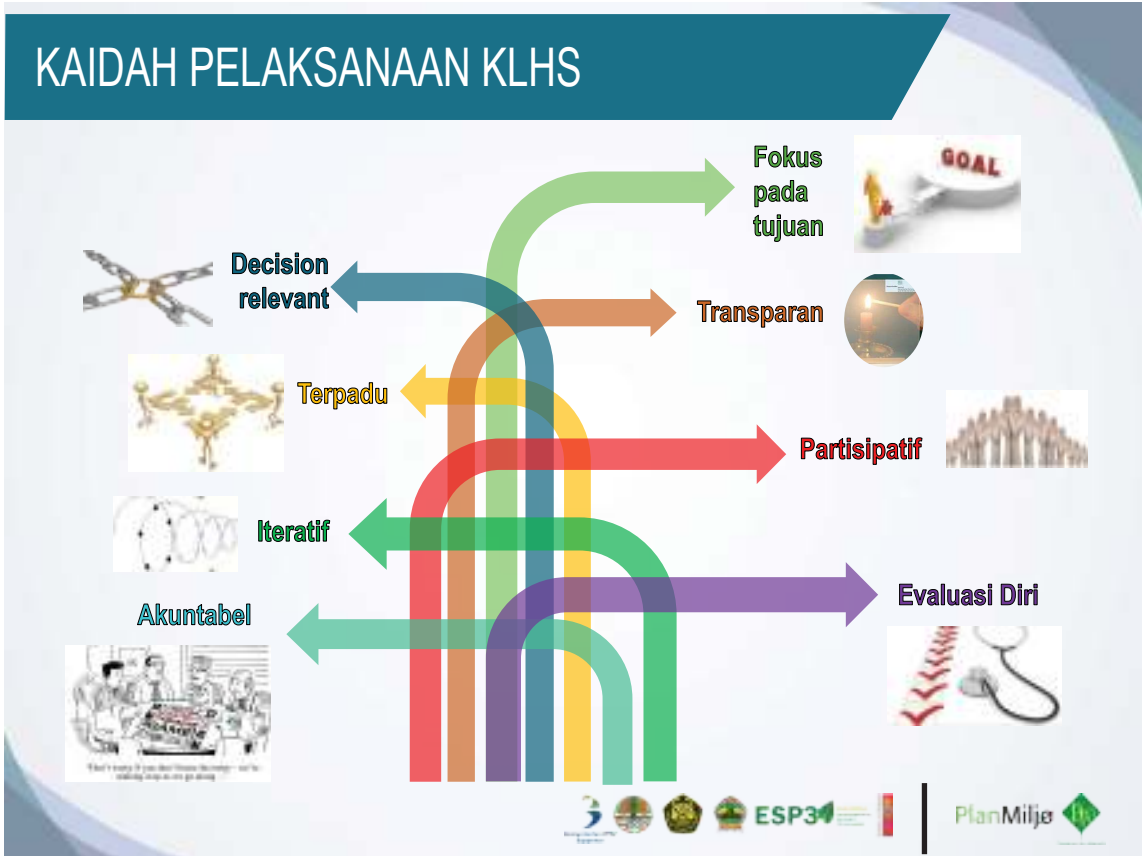 KAIDAH PELAKSANAAN KLHS
Fokus
pada
tujuan
GOAL
Decision
relevant
Transparan
Terpadu
Partisipatif
Iteratif
Evaluasi Diri
Akuntabel
ESP3
PlanMiljø